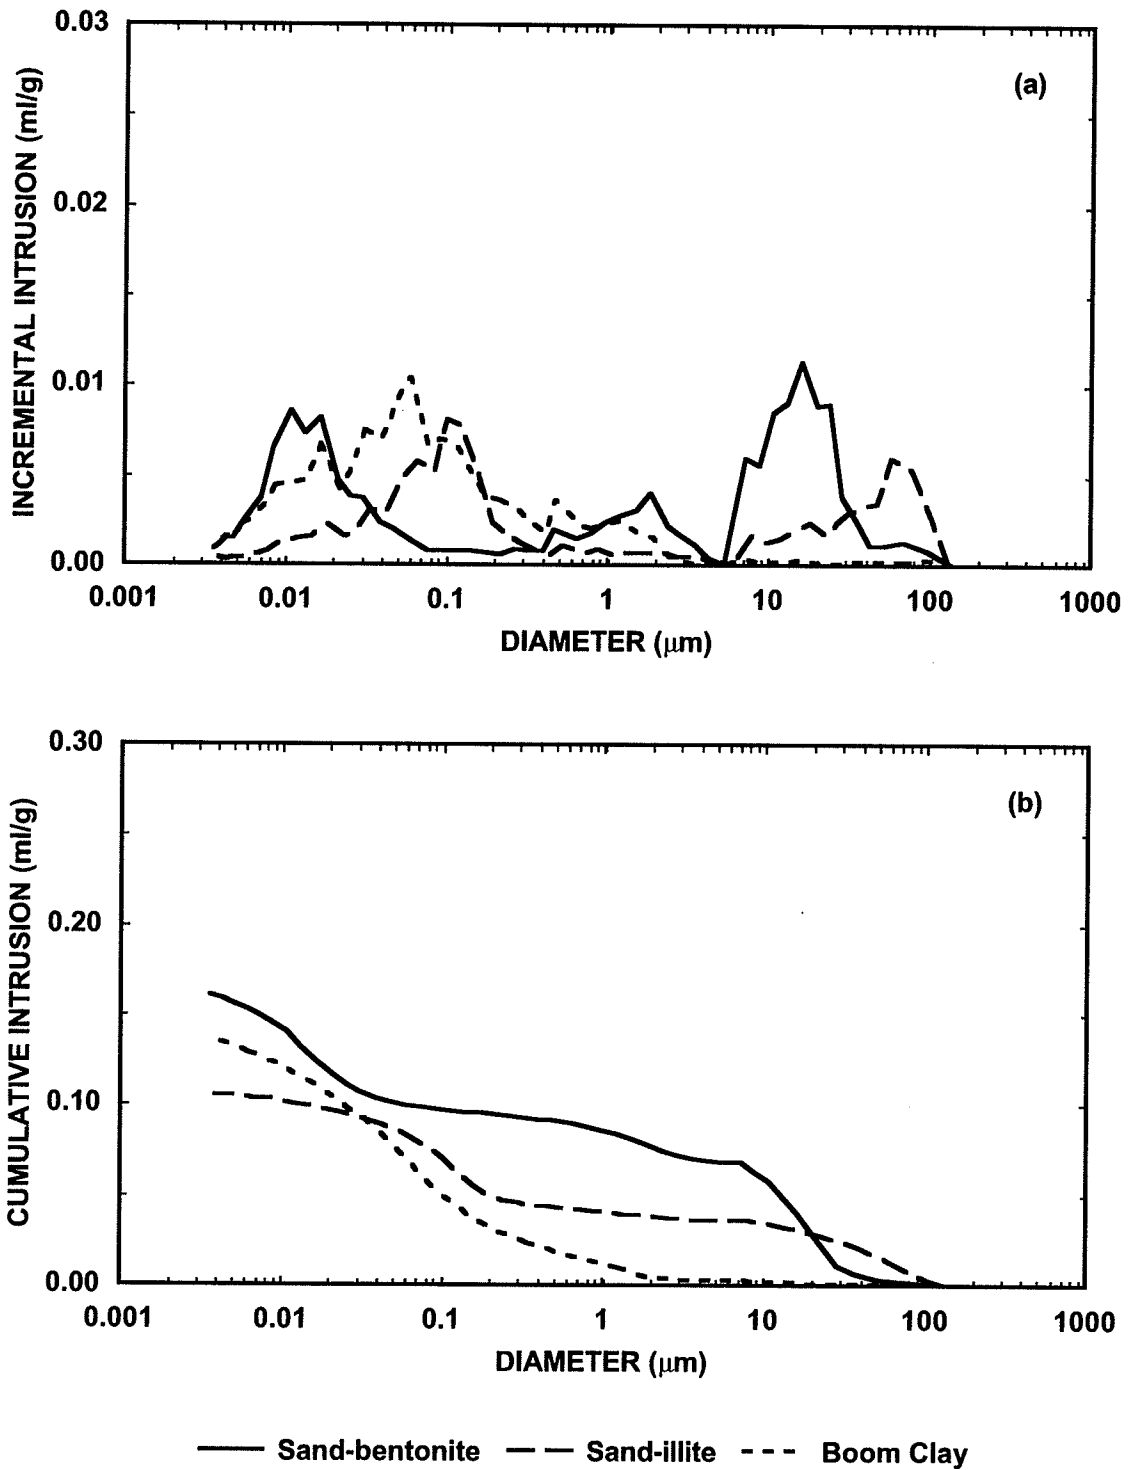 (a)
INCREMENTAL INTRUSION (ml/g)
0.03
0.02
0.01
0.00
0.001 0.01 0.1 1 10 100 1000
DIAMETER (μm)
(b)
CUMULATIVE INTRUSION (ml/g)
0.30
0.20
0.10
0.00
0.001 0.01 0.1 1 10 100 1000
DIAMETER (μm)
Sand-bentonite Sand-illite Boom Clay